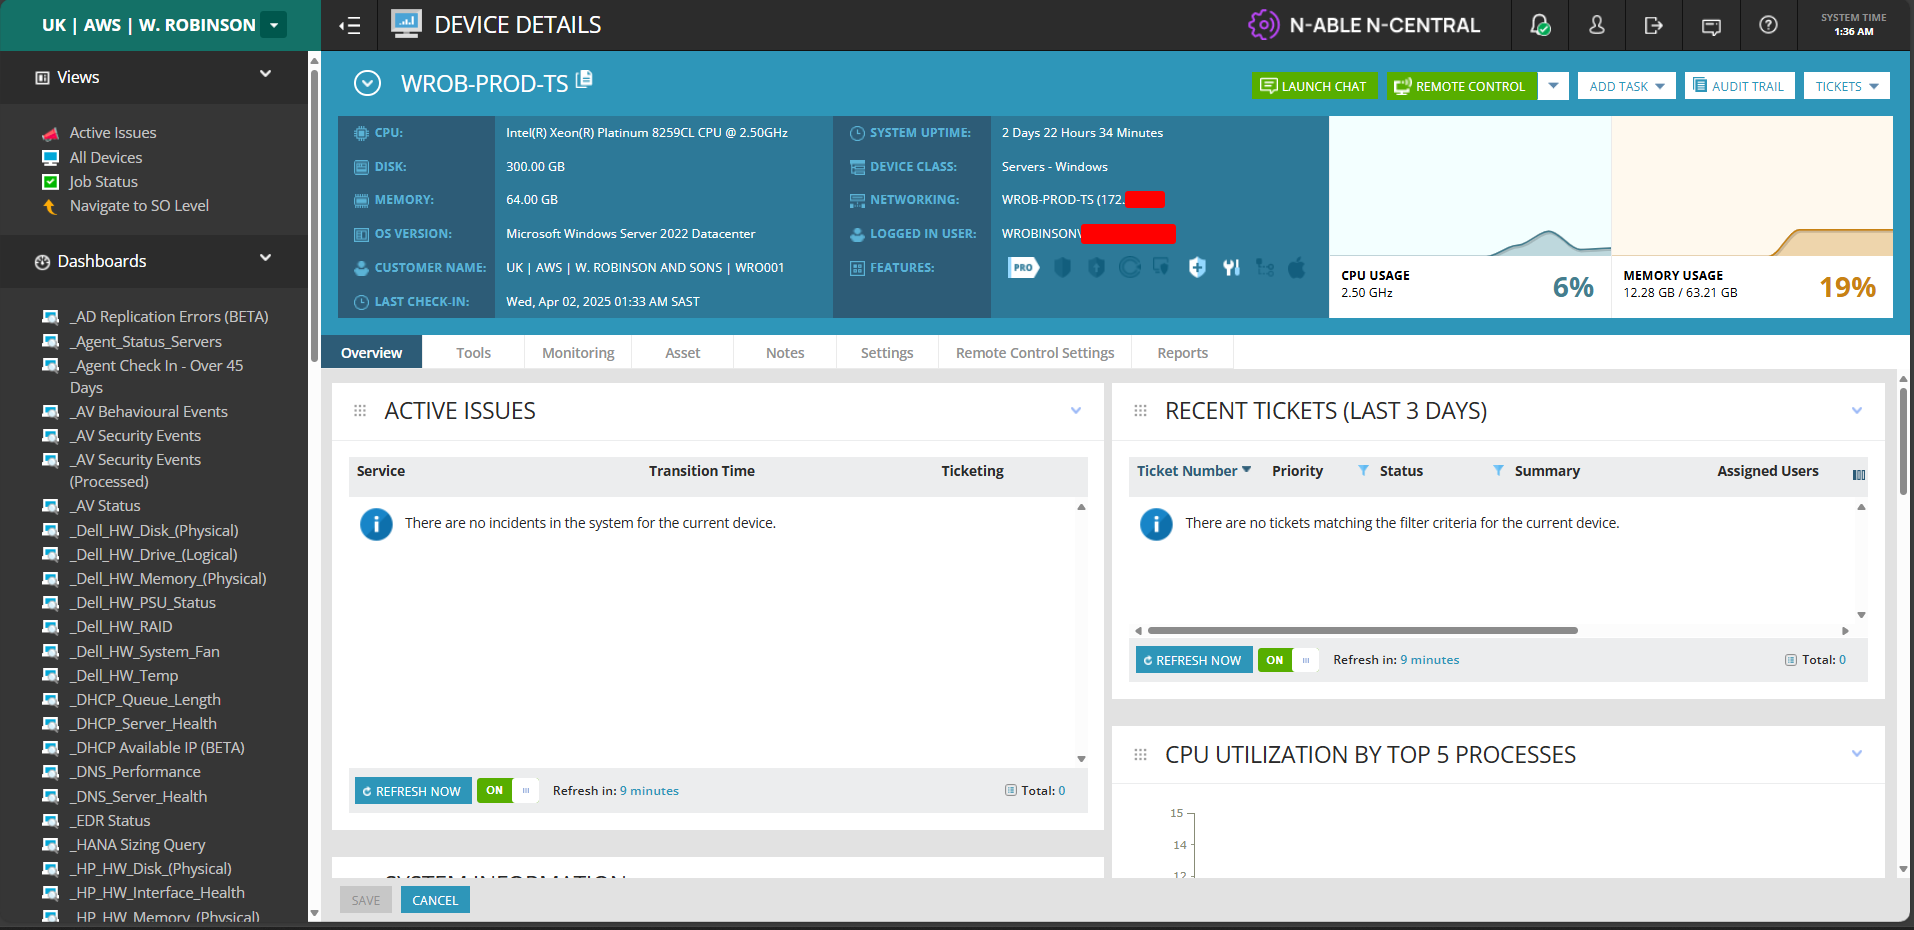 UK | AWS | W. ROBINSON
DEVICE DETAILS
N-ABLE N-CENTRAL
SYSTEM TIME
1:36 AM
Views
Active Issues
All Devices
Job Status
Navigate to SO Level
Dashboards
_AD Replication Errors (BETA)
_Agent_Status_Servers
_Agent Check In - Over 45
Days
_AV Behavioural Events
_AV Security Events
_AV Security Events
(Processed)
_AV Status
_Dell_HW_Disk_(Physical)
_Dell_HW_Drive_(Logical)
_Dell_HW_Memory_(Physical)
_Dell_HW_PSU_Status
_Dell_HW_RAID
_Dell_HW_System_Fan
_Dell_HW_Temp
_DHCP_Queue_Length
_DHCP_Server_Health
_DHCP Available IP (BETA)
_DNS_Performance
_DNS_Server_Health
_EDR Status
_HANA Sizing Query
_HP_HW_Disk_(Physical)
_HP_HW_Interface_Health
_HP_HW_Memory_(Physical)
WROB-PROD-TS
LAUNCH CHAT
REMOTE CONTROL
ADD TASK
AUDIT TRAIL
TICKETS
CPU: Intel(R) Xeon(R) Platinum 8259CL CPU @ 2.50GHz
DISK: 300.00 GB
MEMORY: 64.00 GB
OS VERSION: Microsoft Windows Server 2022 Datacenter
CUSTOMER NAME: UK | AWS | W. ROBINSON AND SONS | WRO001
LAST CHECK-IN: Wed, Apr 02, 2025 01:33 AM SAST
SYSTEM UPTIME: 2 Days 22 Hours 34 Minutes
DEVICE CLASS: Servers - Windows
NETWORKING: WROB-PROD-TS (172.
LOGGED IN USER: WROBINSON\
FEATURES: PRO
CPU USAGE
2.50 GHz
6%
MEMORY USAGE
12.28 GB / 63.21 GB
19%
Overview Tools Monitoring Asset Notes Settings Remote Control Settings Reports
ACTIVE ISSUES
Service Transition Time Ticketing
There are no incidents in the system for the current device.
REFRESH NOW ON Refresh in: 9 minutes Total: 0
SYSTEM INFORMATION
RECENT TICKETS (LAST 3 DAYS)
Ticket Number Priority Status Summary Assigned Users
There are no tickets matching the filter criteria for the current device.
REFRESH NOW ON Refresh in: 9 minutes Total: 0
CPU UTILIZATION BY TOP 5 PROCESSES
15
14
12
SAVE
CANCEL